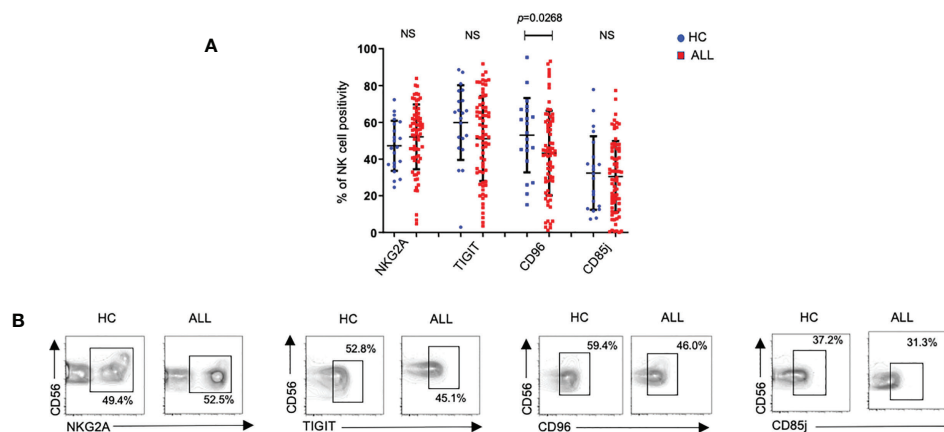 A
NS
NS
p=0.0268
NS
HC
ALL
% of NK cell positivity
100
80
60
40
20
0
NKG2A
TIGIT
CD96
CD85j
B
HC
ALL
HC
ALL
HC
ALL
HC
ALL
CD56
49.4%
52.5%
NKG2A
CD56
52.8%
45.1%
TIGIT
CD56
59.4%
46.0%
CD96
CD56
37.2%
31.3%
CD85j